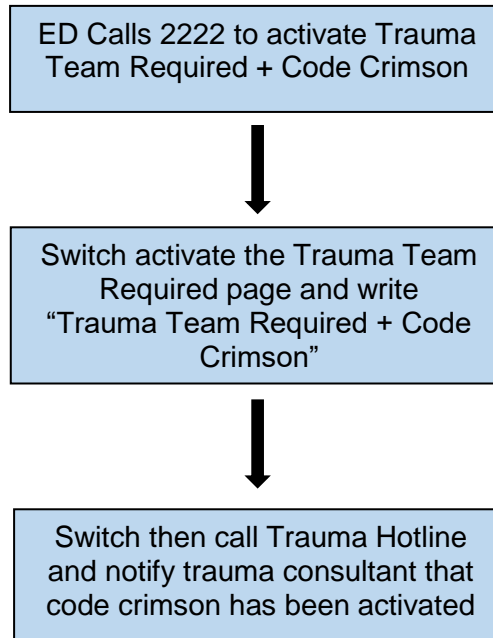 ED Calls 2222 to activate Trauma
Team Required + Code Crimson
Switch activate the Trauma Team
Required page and write
“Trauma Team Required + Code
Crimson”
Switch then call Trauma Hotline
and notify trauma consultant that
code crimson has been activated